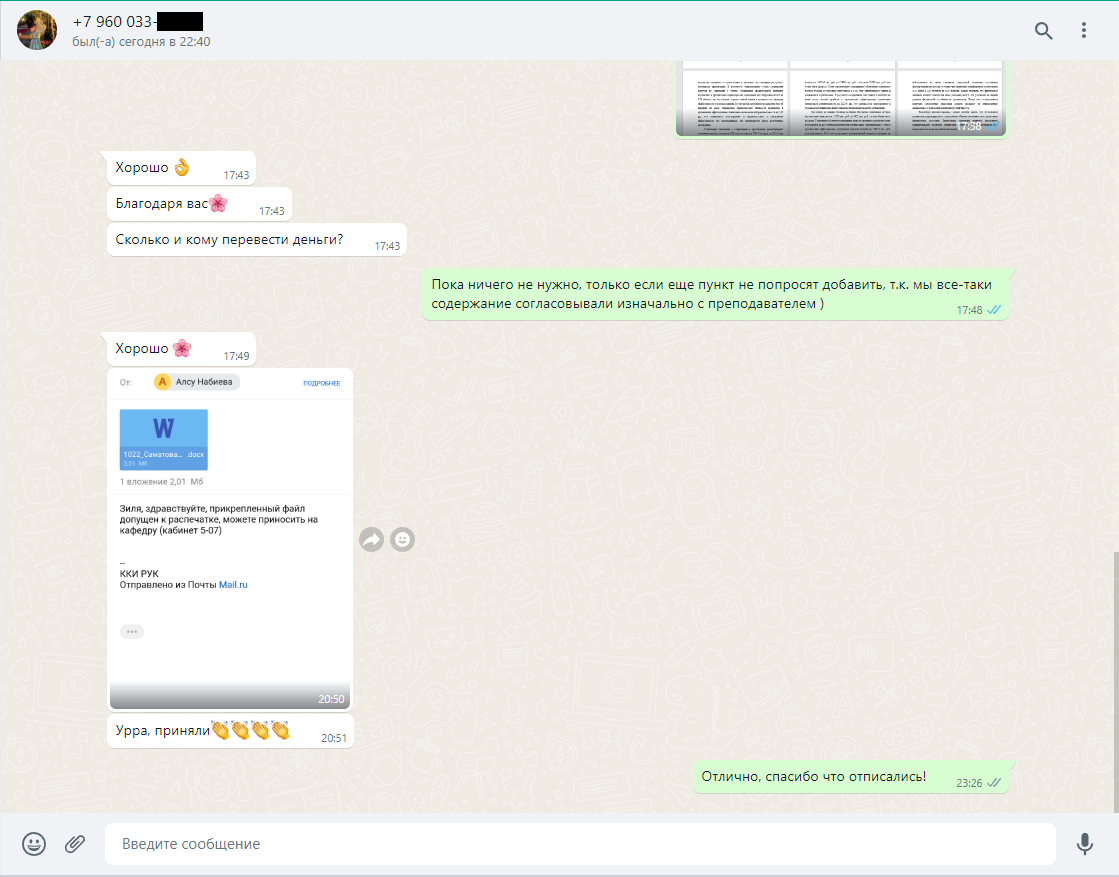 +7 960 033-
был(-а) сегодня в 22:40
17:38
Хорошо 👌
17:43
Благодаря вас🌸
17:43
Сколько и кому перевести деньги?
17:43
Пока ничего не нужно, только если еще пункт не попросят добавить, т.к. мы все-таки
содержание согласовывали изначально с преподавателем )
17:48
Хорошо 🌸
17:49
От:
А
Алсу Набиева
ПОДРОБНЕЕ
W
1022_Саматова... .docx
2,01 Мб
1 вложение 2,01 Мб
Зиля, здравствуйте, прикрепленный файл
допущен к распечатке, можете приносить на
кафедру (кабинет 5-07)
--
ККИ РУК
Отправлено из Почты Mail.ru
20:50
Урра, приняли👏👏👏👏
20:51
Отлично, спасибо что отписались!
23:26
Введите сообщение